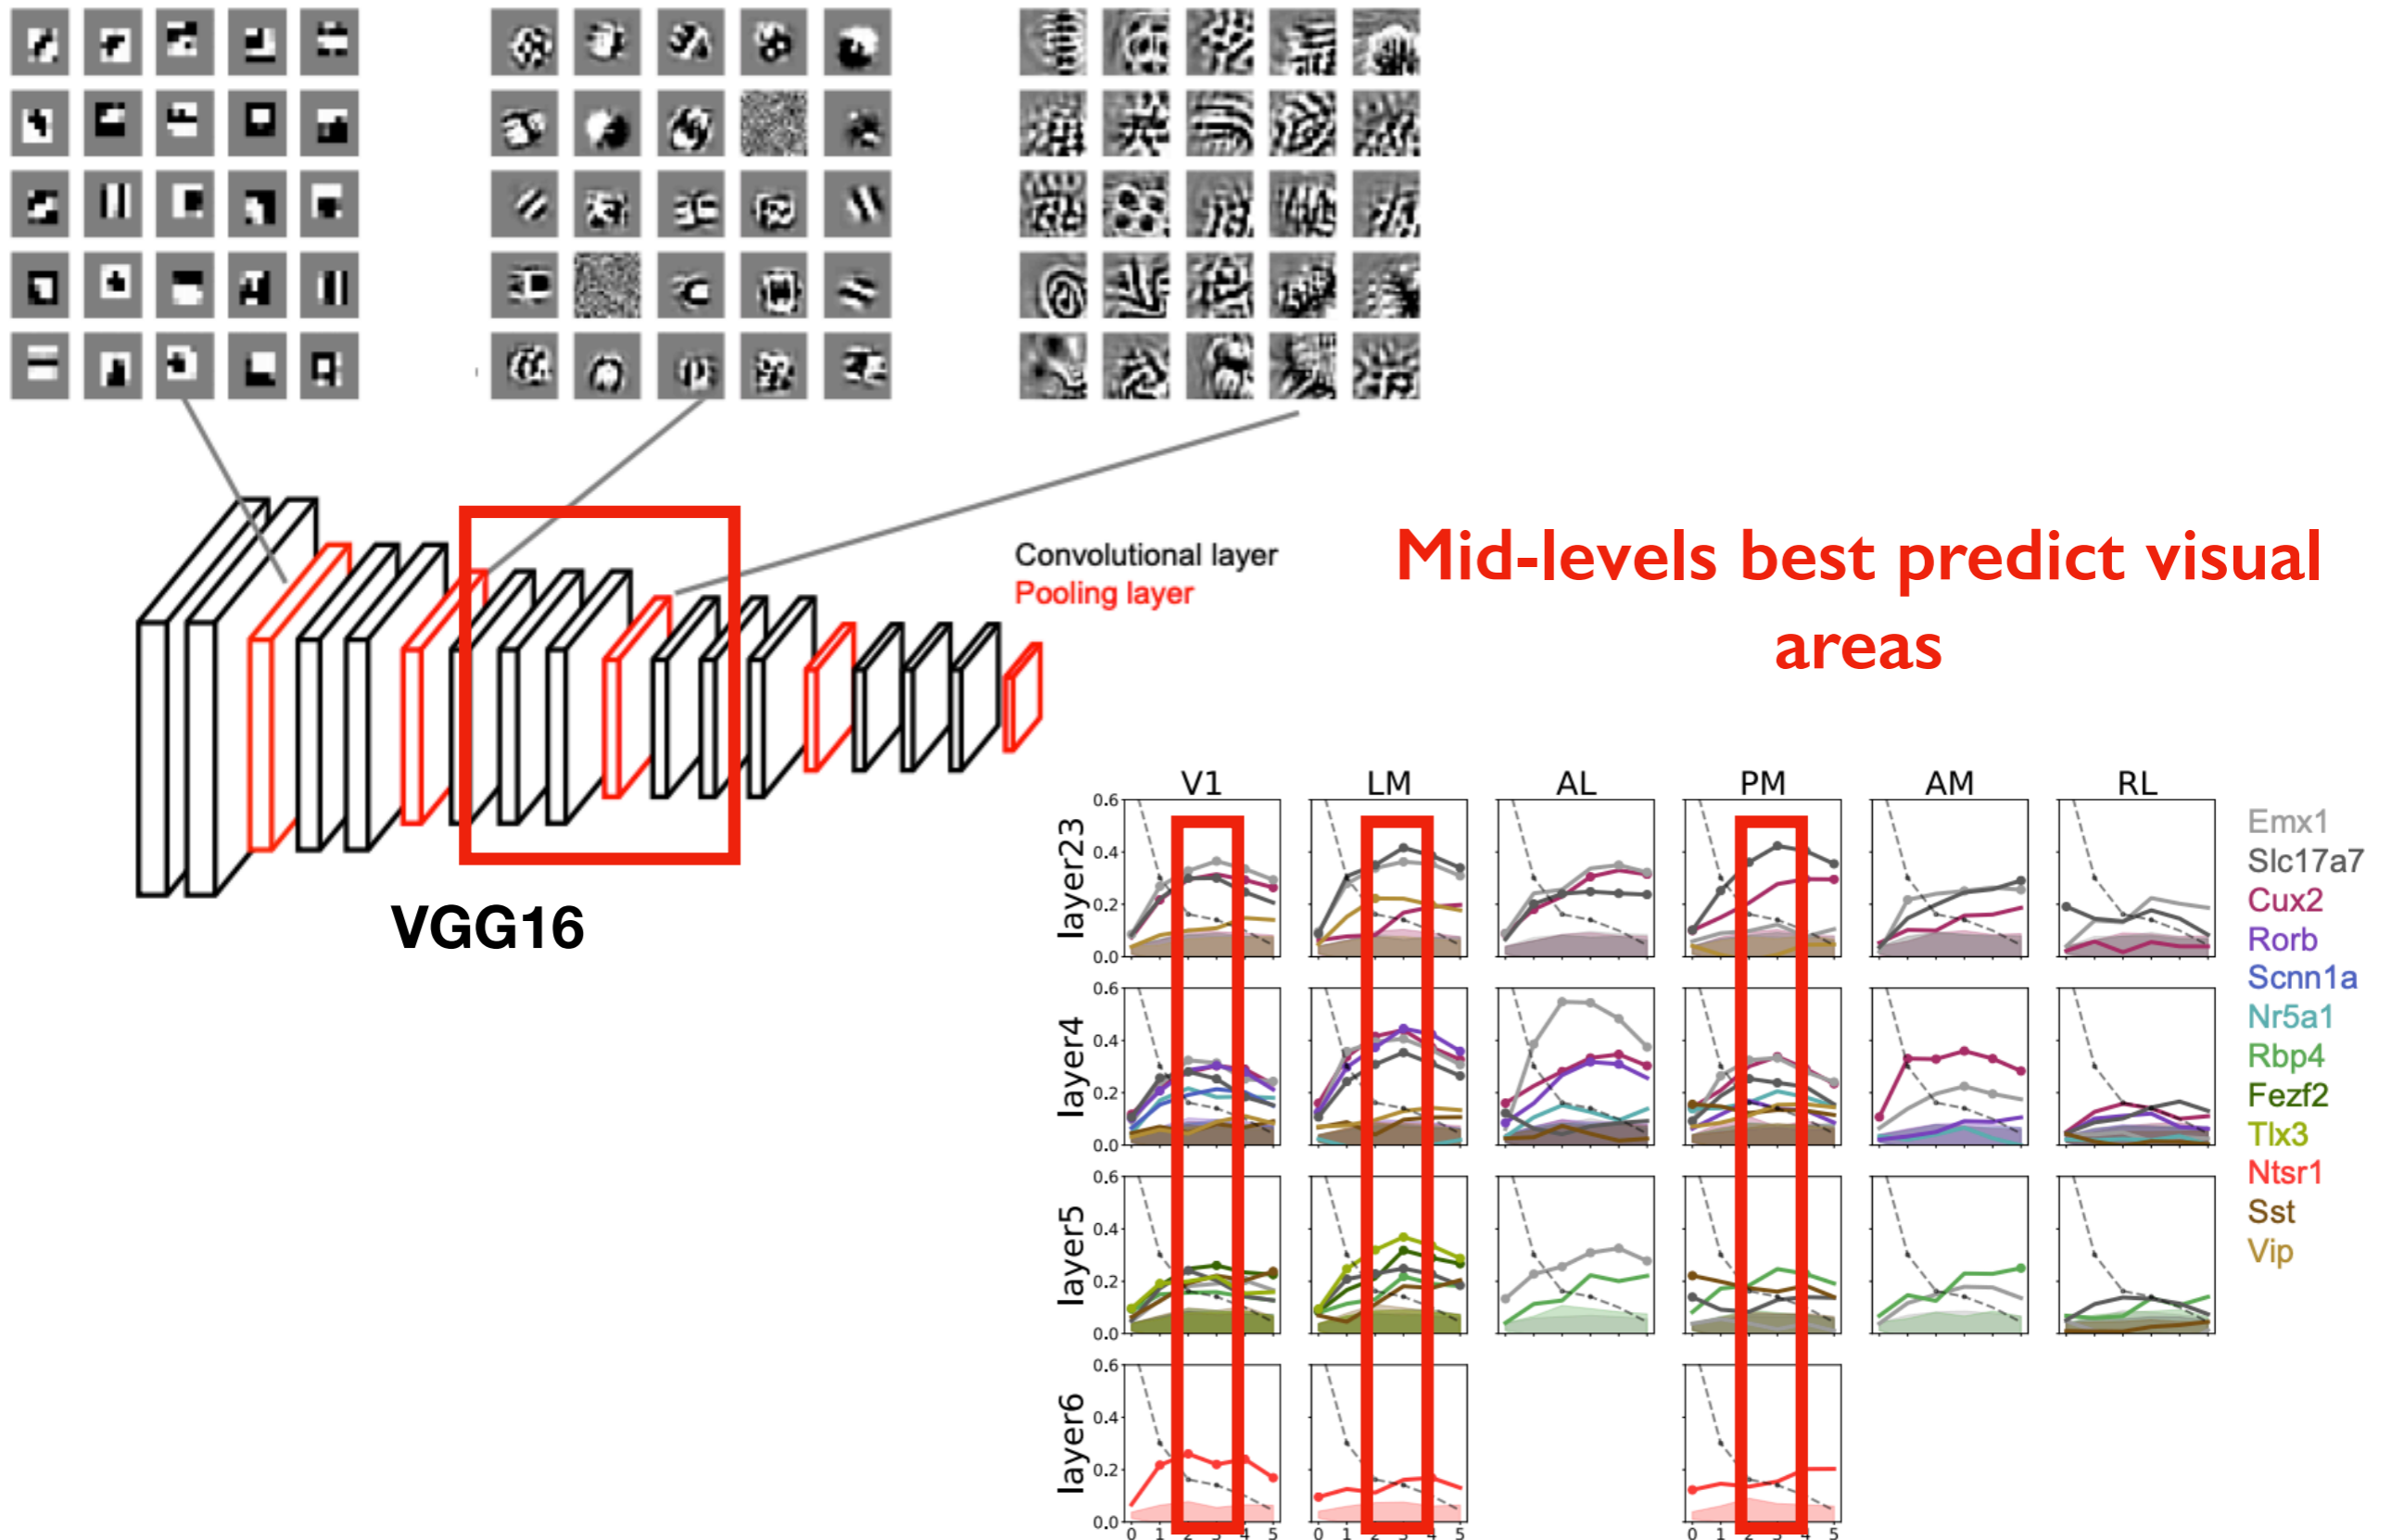 Convolutional layer
Pooling layer
Mid-levels best predict visual
areas
VGG16
V1 LM AL PM AM RL
layer23
0.6
0.4
0.2
0.0
layer4
0.6
0.4
0.2
0.0
layer5
0.6
0.4
0.2
0.0
layer6
0.6
0.4
0.2
0.0
0 1 2 3 4 5 0 1 2 3 4 5 0 1 2 3 4 5
Emx1
Slc17a7
Cux2
Rorb
Scnn1a
Nr5a1
Rbp4
Fezf2
Tlx3
Ntsr1
Sst
Vip